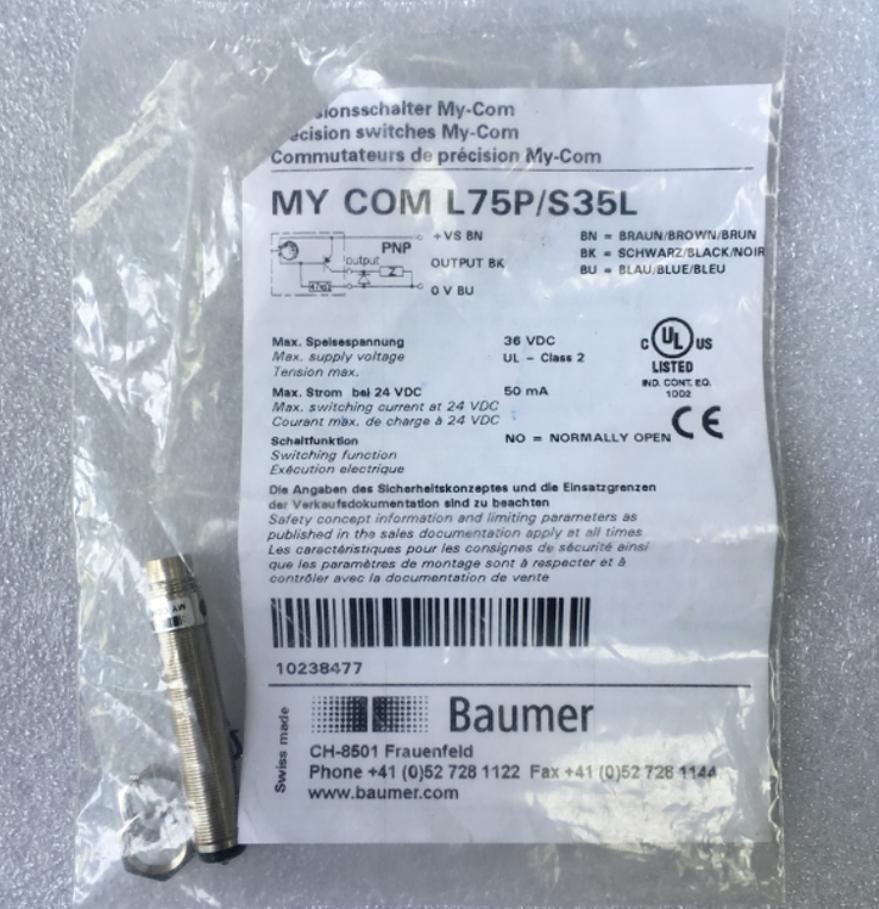 sionsschalter My-Com
ecision switches My-Com
Commutateurs de précision My-Com
MY COM L75P/S35L
+VS BN
PNP
output
OUTPUT BK
Z
0 V BU
BN = BRAUN/BROWN/BRUN
BK = SCHWARZ/BLACK/NOIR
BU = BLAU/BLUE/BLEU
Max. Speisespannung 36 VDC
Max. supply voltage UL - Class 2
Tension max.
C UL US
LISTED
IND. CONT. EQ.
1002
Max. Strom bei 24 VDC 50 mA
Max. switching current at 24 VDC
Courant max. de charge à 24 VDC
CE
Schaltfunktion NO = NORMALLY OPEN
Switching function
Exécution electrique
Die Angaben des Sicherheitskonzeptes und die Einsatzgrenzen
der Verkaufsdokumentation sind zu beachten
Safety concept information and limiting parameters as
published in the sales documentation apply at all times
Les caractéristiques pour les consignes de sécurité ainsi
que les paramètres de montage sont à respecter et à
contrôler avec la documentation de vente
10238477
Swiss made
Baumer
CH-8501 Frauenfeld
Phone +41 (0)52 728 1122 Fax +41 (0)52 728 1144
www.baumer.com
MY